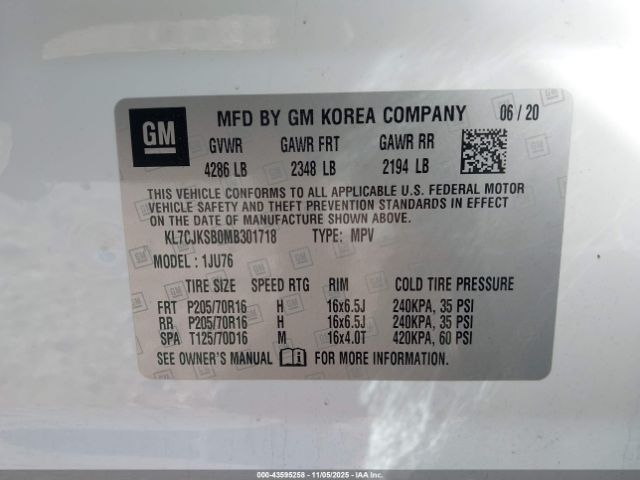 GM MFD BY GM KOREA COMPANY 06 / 20
GVWR GAWR FRT GAWR RR
4286 LB 2348 LB 2194 LB
THIS VEHICLE CONFORMS TO ALL APPLICABLE U.S. FEDERAL MOTOR
VEHICLE SAFETY AND THEFT PREVENTION STANDARDS IN EFFECT
ON THE DATE OF MANUFACTURE SHOWN ABOVE.
KL7CJKSB0MB301718 TYPE: MPV
MODEL : 1JU76
TIRE SIZE SPEED RTG RIM COLD TIRE PRESSURE
FRT P205/70R16 H 16x6.5J 240KPA, 35 PSI
RR P205/70R16 H 16x6.5J 240KPA, 35 PSI
SPA T125/70D16 M 16x4.0T 420KPA, 60 PSI
SEE OWNER'S MANUAL FOR MORE INFORMATION.
000-43595258 - 11/05/2025 - COPART